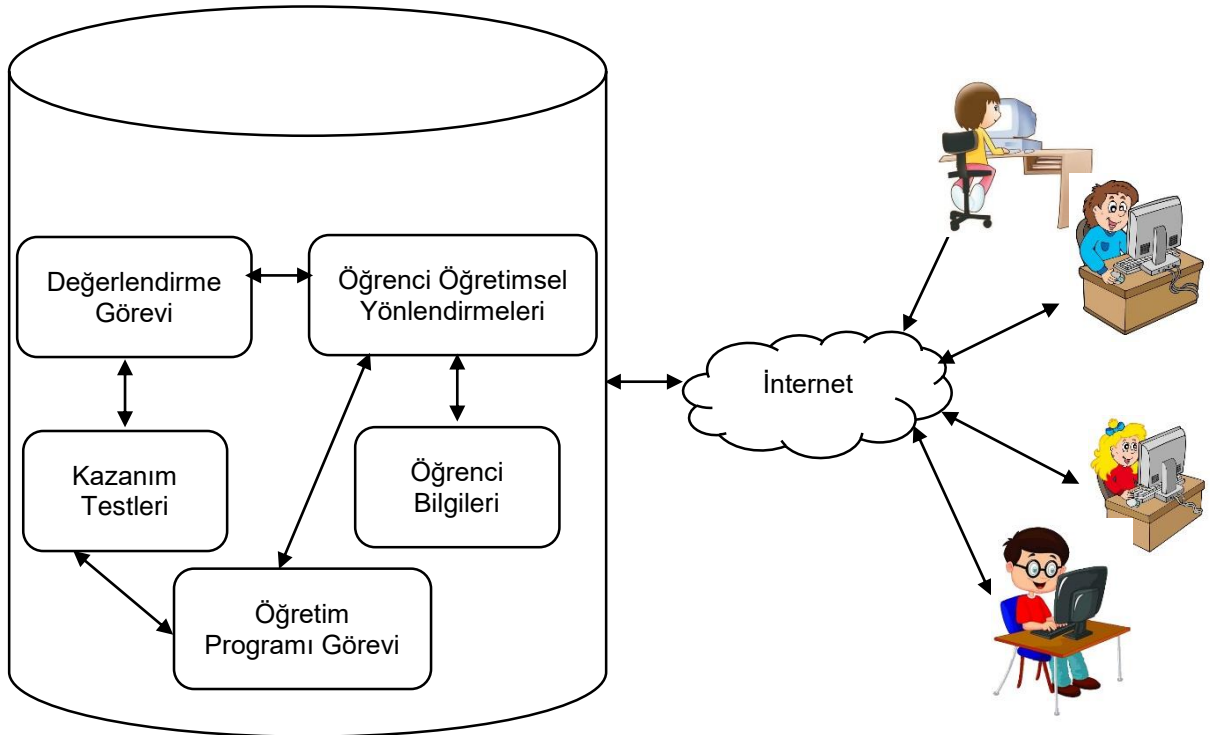 Değerlendirme
Görevi
Öğrenci Öğretimsel
Yönlendirmeleri
İnternet
Kazanım
Testleri
Öğrenci
Bilgileri
Öğretim
Programı Görevi